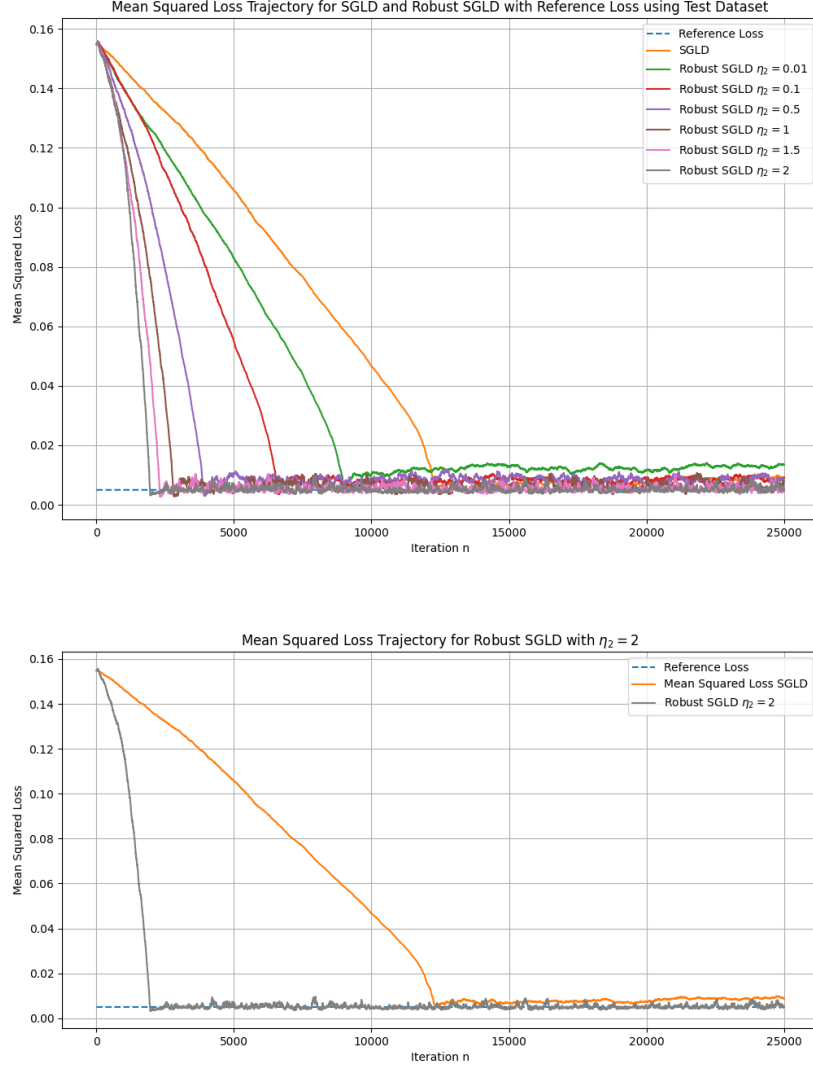 Mean Squared Loss Trajectory for SGLD and Robust SGLD with Reference Loss using Test Dataset
0.16
0.14
0.12
0.10
0.08
0.06
0.04
0.02
0.00
Mean Squared Loss
Reference Loss
SGLD
Robust SGLD η₂ = 0.01
Robust SGLD η₂ = 0.1
Robust SGLD η₂ = 0.5
Robust SGLD η₂ = 1
Robust SGLD η₂ = 1.5
Robust SGLD η₂ = 2
0 5000 10000 15000 20000 25000
Iteration n
Mean Squared Loss Trajectory for Robust SGLD with η₂ = 2
0.16
0.14
0.12
0.10
0.08
0.06
0.04
0.02
0.00
Mean Squared Loss
Reference Loss
Mean Squared Loss SGLD
Robust SGLD η₂ = 2
0 5000 10000 15000 20000 25000
Iteration n